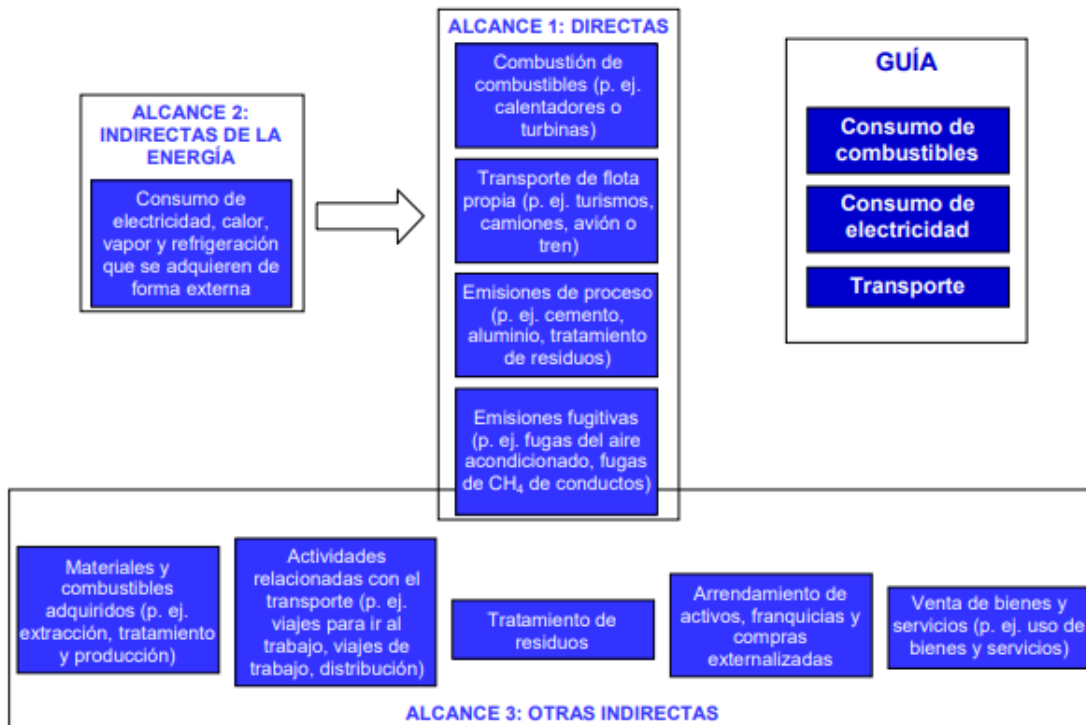 ALCANCE 1: DIRECTAS
Combustión de
combustibles (p. ej.
calentadores o
turbinas)
Transporte de flota
propia (p. ej. turismos,
camiones, avión o
tren)
Emisiones de proceso
(p. ej. cemento,
aluminio, tratamiento
de residuos)
Emisiones fugitivas
(p. ej. fugas del aire
acondicionado, fugas
de CH₄ de conductos)
ALCANCE 2:
INDIRECTAS DE LA
ENERGÍA
Consumo de
electricidad, calor,
vapor y refrigeración
que se adquieren de
forma externa
GUÍA
Consumo de
combustibles
Consumo de
electricidad
Transporte
Materiales y
combustibles
adquiridos (p. ej.
extracción, tratamiento
y producción)
Actividades
relacionadas con el
transporte (p. ej.
viajes para ir al
trabajo, viajes de
trabajo, distribución)
Tratamiento de
residuos
Arrendamiento de
activos, franquicias y
compras
externalizadas
Venta de bienes y
servicios (p. ej. uso de
bienes y servicios)
ALCANCE 3: OTRAS INDIRECTAS